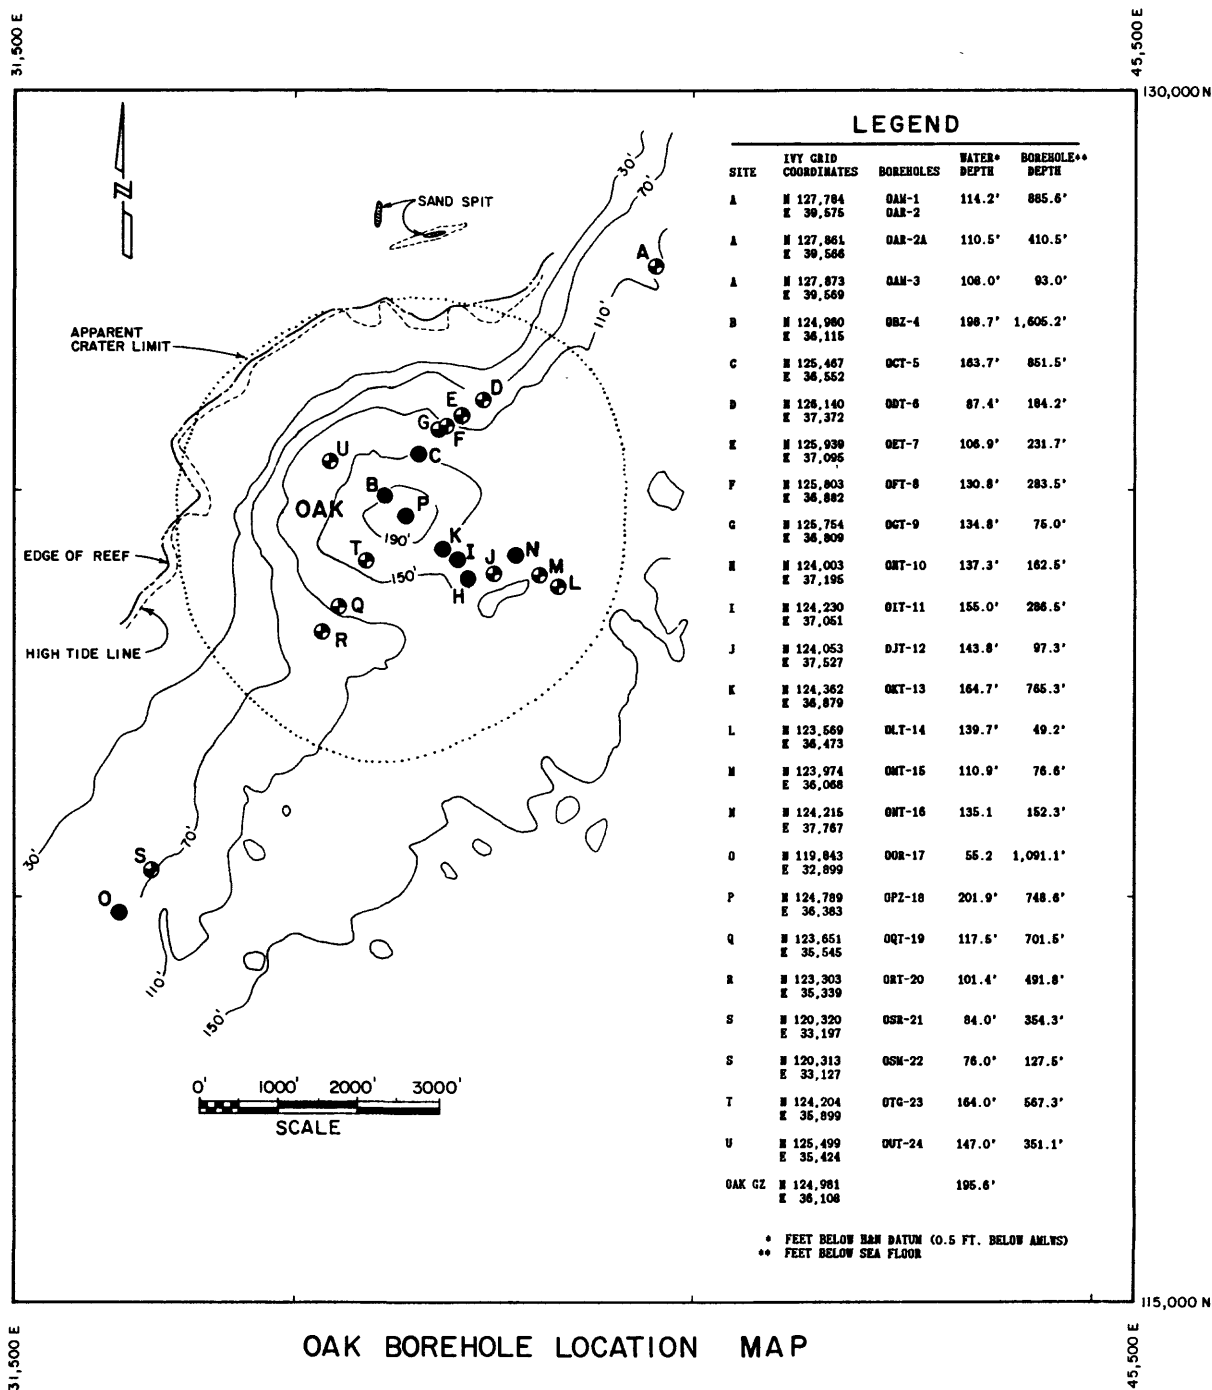 31,500 E
45,500 E
130,000 N
N
SAND SPIT
30'
70'
A
110'
APPARENT
CRATER LIMIT
D
E
G
F
U
C
B
P
OAK
190'
K
N
T
I
J
M
150'
L
H
EDGE OF REEF
Q
R
HIGH TIDE LINE
30'
70'
S
O
110'
150'
0' 1000' 2000' 3000'
SCALE
LEGEND
SITE IVY GRID COORDINATES BOREHOLES WATER* DEPTH BOREHOLE** DEPTH
A N 127,784 OAM-1 114.2' 885.6'
E 39,575 OAR-2
A N 127,861 OAR-2A 110.5' 410.5'
E 39,566
A N 127,873 OAM-3 108.0' 93.0'
E 39,569
B N 124,980 OBZ-4 198.7' 1,605.2'
E 36,115
C N 125,467 OCT-5 163.7' 851.5'
E 36,552
D N 126,140 ODT-6 87.4' 184.2'
E 37,372
E N 125,939 OET-7 106.9' 231.7'
E 37,095
F N 125,803 OFT-8 130.8' 283.5'
E 36,882
G N 125,754 OGT-9 134.8' 75.0'
E 36,809
H N 124,003 OHT-10 137.3' 162.5'
E 37,195
I N 124,230 OIT-11 155.0' 286.5'
E 37,051
J N 124,053 DJT-12 143.8' 97.3'
E 37,527
K N 124,362 OKT-13 164.7' 765.3'
E 36,879
L N 123,569 OLT-14 139.7' 49.2'
E 36,473
M N 123,974 OMT-15 110.9' 76.6'
E 36,068
N N 124,215 ONT-16 135.1 152.3'
E 37,767
O N 119,843 OOR-17 55.2 1,091.1'
E 32,899
P N 124,789 OPZ-18 201.9' 748.6'
E 36,383
Q N 123,651 OQT-19 117.5' 701.5'
E 35,545
R N 123,303 ORT-20 101.4' 491.8'
E 35,339
S N 120,320 OSR-21 84.0' 354.3'
E 33,197
S N 120,313 OSM-22 76.0' 127.5'
E 33,127
T N 124,204 OTG-23 164.0' 567.3'
E 35,899
U N 125,499 OUT-24 147.0' 351.1'
E 35,424
OAK GZ N 124,981 195.6'
E 36,108
* FEET BELOW H&N DATUM (0.5 FT. BELOW AMLWS)
** FEET BELOW SEA FLOOR
115,000 N
31,500 E
45,500 E
OAK BOREHOLE LOCATION MAP